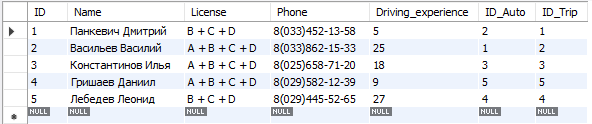 ID Name License Phone Driving_experience ID_Auto ID_Trip
1 Панкевич Дмитрий B + C + D 8(033)452-13-58 5 2 1
2 Васильев Василий A + B + C + D 8(033)862-15-33 25 1 2
3 Константинов Илья A + B + C + D 8(025)658-71-20 18 3 3
4 Гришаев Даниил A + B + C + D 8(029)582-12-39 9 5 5
5 Лебедев Леонид B + C + D 8(029)445-52-65 27 4 4
NULL NULL NULL NULL NULL NULL NULL